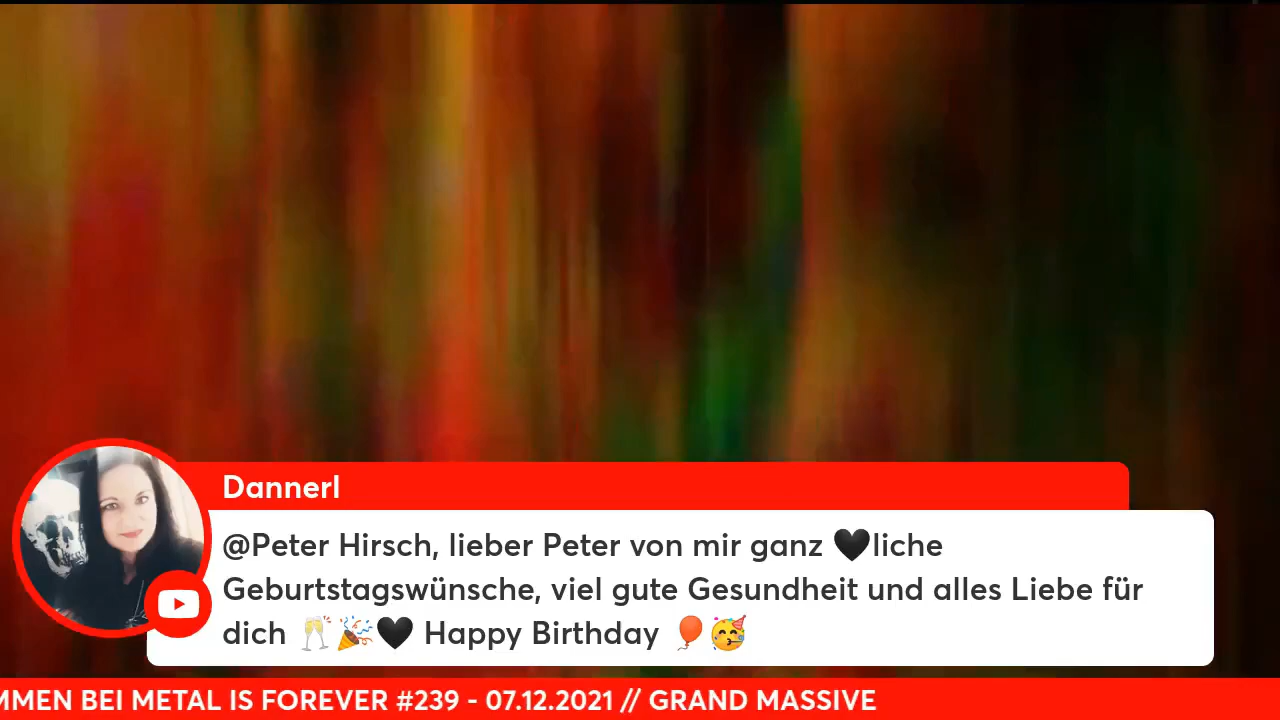 Dannerl
@Peter Hirsch, lieber Peter von mir ganz 🖤liche
Geburtstagswünsche, viel gute Gesundheit und alles Liebe für
dich 🥂🎉🖤 Happy Birthday 🎈🥳
MMEN BEI METAL IS FOREVER #239 - 07.12.2021 // GRAND MASSIVE